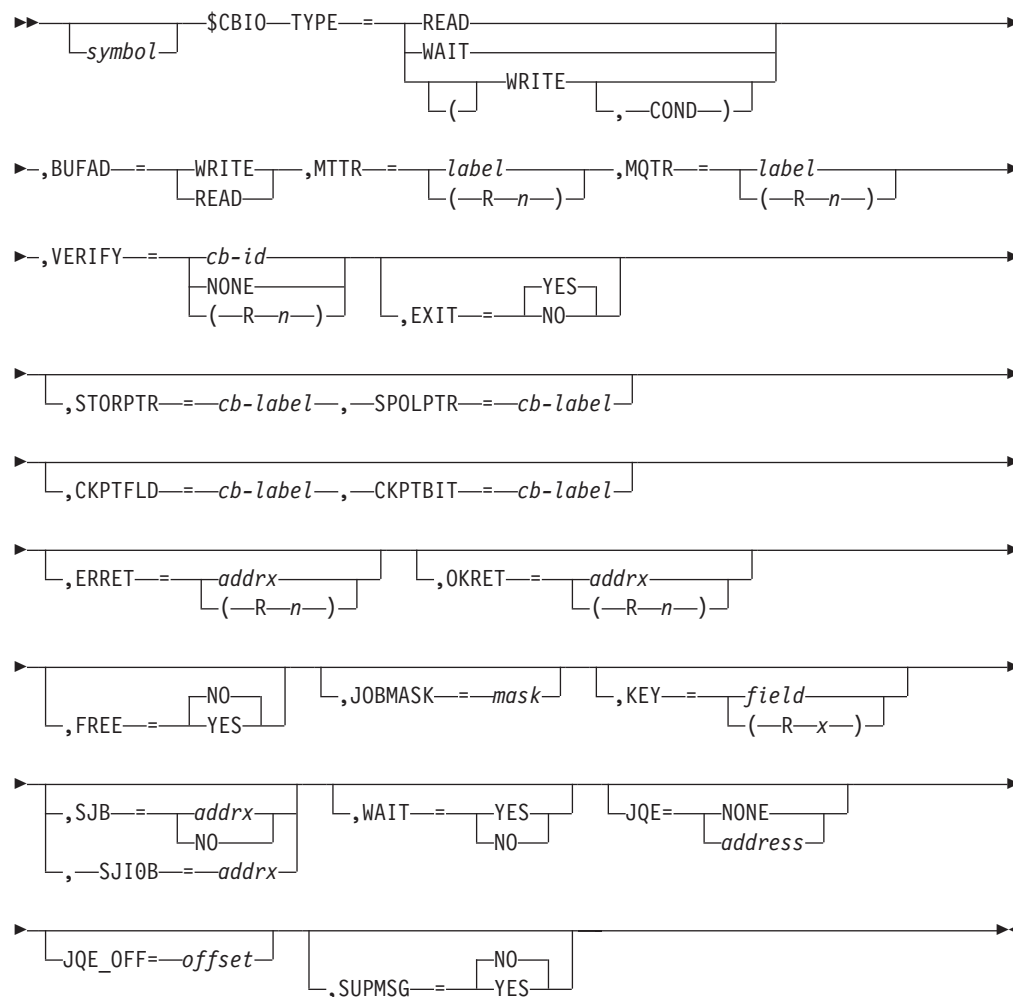 $CBIO TYPE = READ
symbol WAIT
( WRITE , COND )
,BUFAD = WRITE ,MTTR = label ,MQTR = label
READ ( R n ) ( R n )
,VERIFY = cb-id
NONE YES
( R n ) ,EXIT = NO
,STORPTR = cb-label , SPOLPTR = cb-label
,CKPTFLD = cb-label , CKPTBIT = cb-label
,ERRET = addrx ,OKRET = addrx
( R n ) ( R n )
NO ,JOBMASK = mask ,KEY = field
,FREE = YES ( R x )
,SJB = addrx ,WAIT = YES JQE= NONE
NO NO address
, SJI0B = addrx
JQE_OFF= offset NO
,SUPMSG = YES